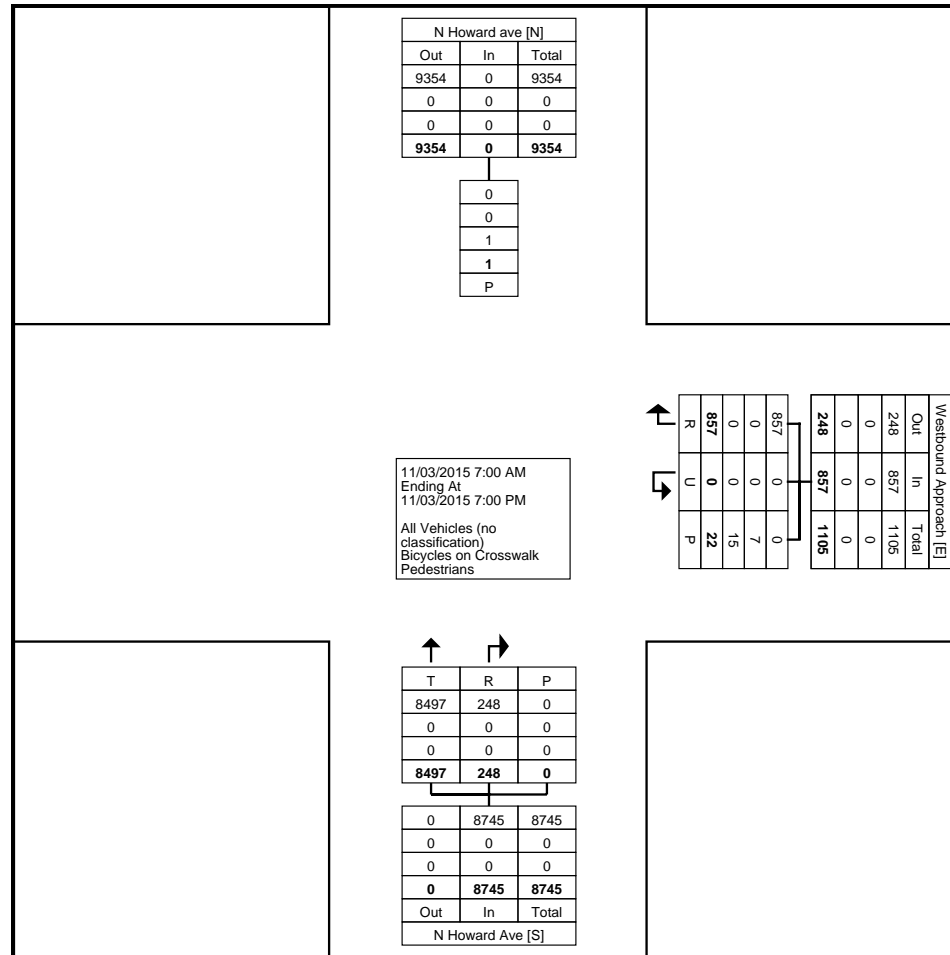 N Howard ave [N]
Out In Total
9354 0 9354
0 0 0
0 0 0
9354 0 9354
0
0
1
1
P
Westbound Approach [E]
Out In Total
248 857 1105
0 0 0
0 0 0
248 857 1105
857 0 0
0 0 7
0 0 15
857 0 22
R U P
11/03/2015 7:00 AM
Ending At
11/03/2015 7:00 PM
All Vehicles (no
classification)
Bicycles on Crosswalk
Pedestrians
T R P
8497 248 0
0 0 0
0 0 0
8497 248 0
0 8745 8745
0 0 0
0 0 0
0 8745 8745
Out In Total
N Howard Ave [S]